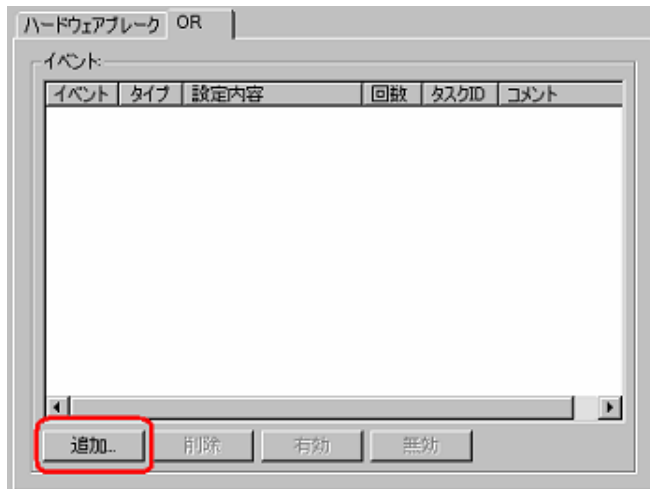 ハードウェアブレーク OR
イベント:
イベント タイプ 設定内容 回数 タスクID コメント
追加... 削除 有効 無効